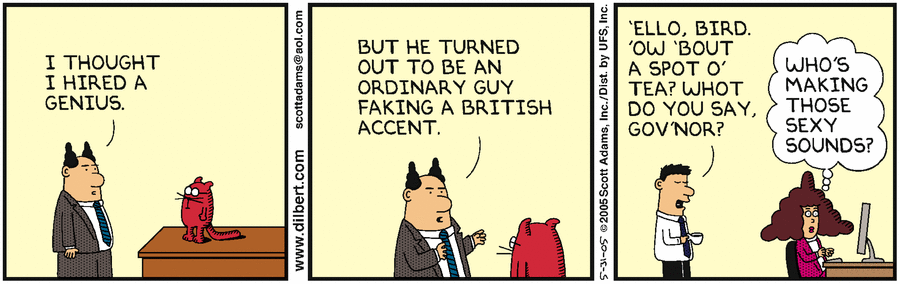 I THOUGHT
I HIRED A
GENIUS.
www.dilbert.com scottadams@aol.com
BUT HE TURNED
OUT TO BE AN
ORDINARY GUY
FAKING A BRITISH
ACCENT.
5-31-05 ©2005 Scott Adams, Inc./Dist. by UFS, Inc.
'ELLO, BIRD.
'OW 'BOUT
A SPOT O'
TEA? WHOT
DO YOU SAY,
GOV'NOR?
WHO'S
MAKING
THOSE
SEXY
SOUNDS?